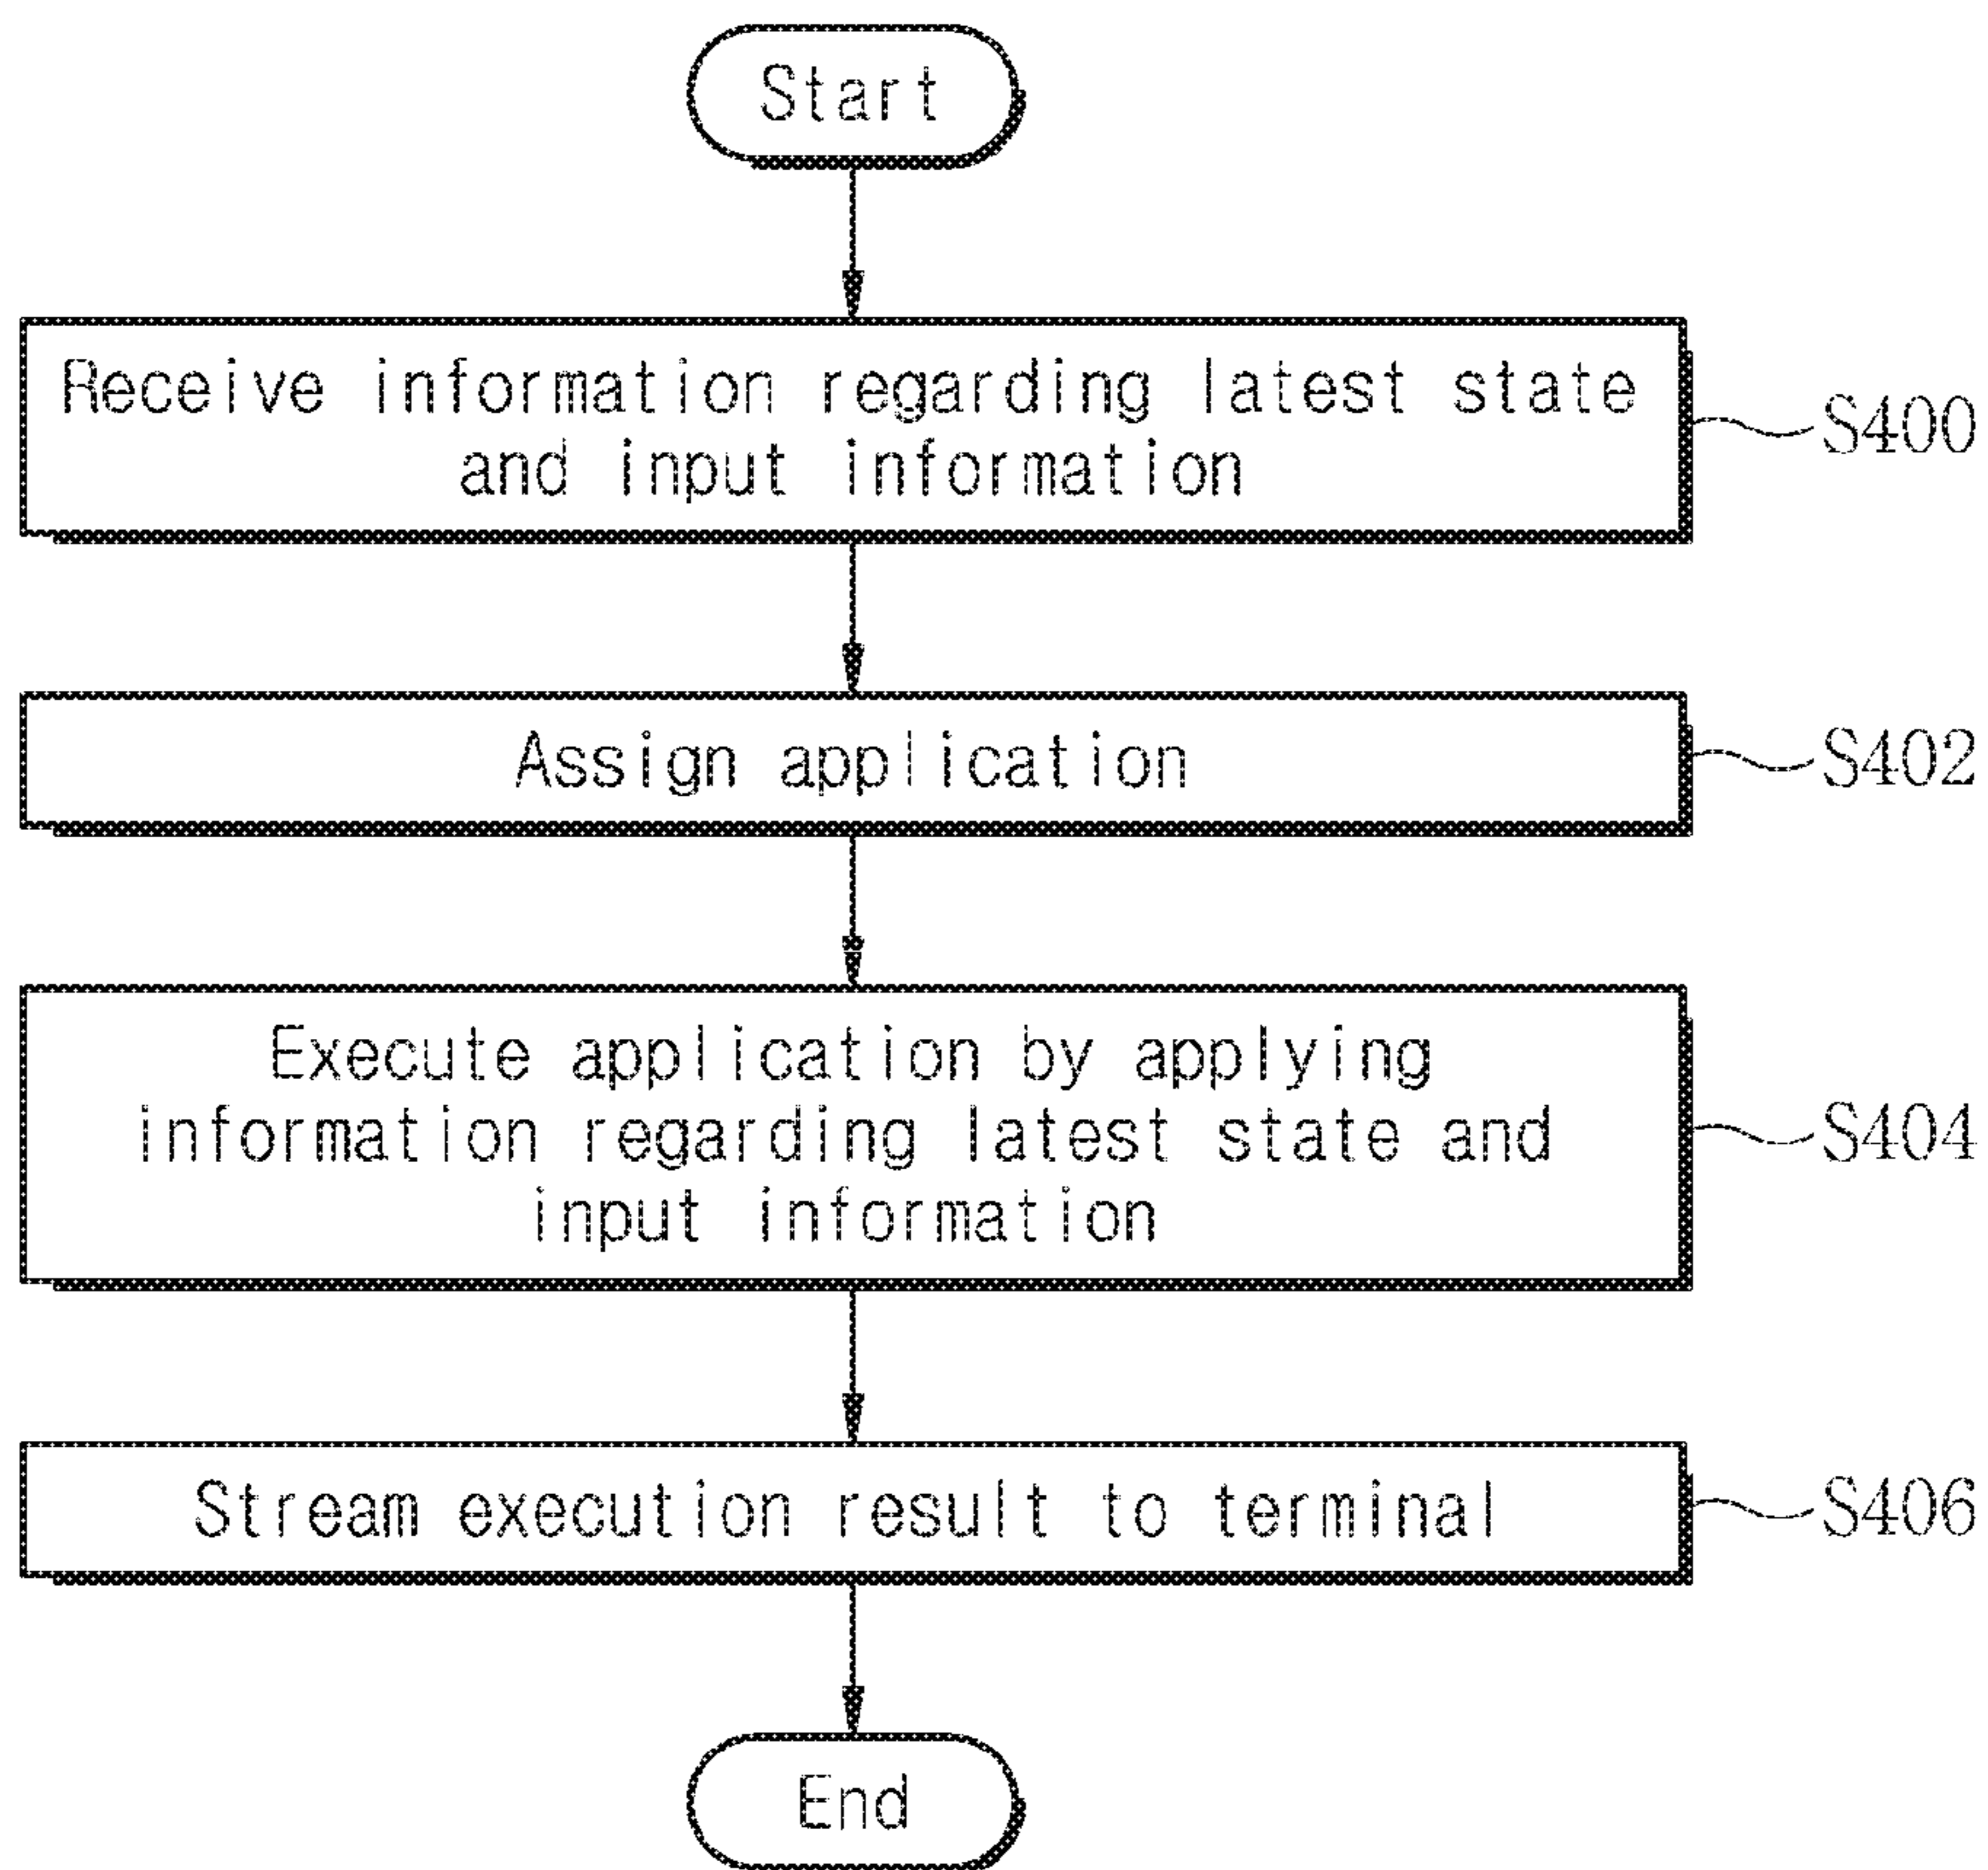 Start
Receive information regarding latest state
and input information
S400
Assign application
S402
Execute application by applying
information regarding latest state and
input information
S404
Stream execution result to terminal
S406
End